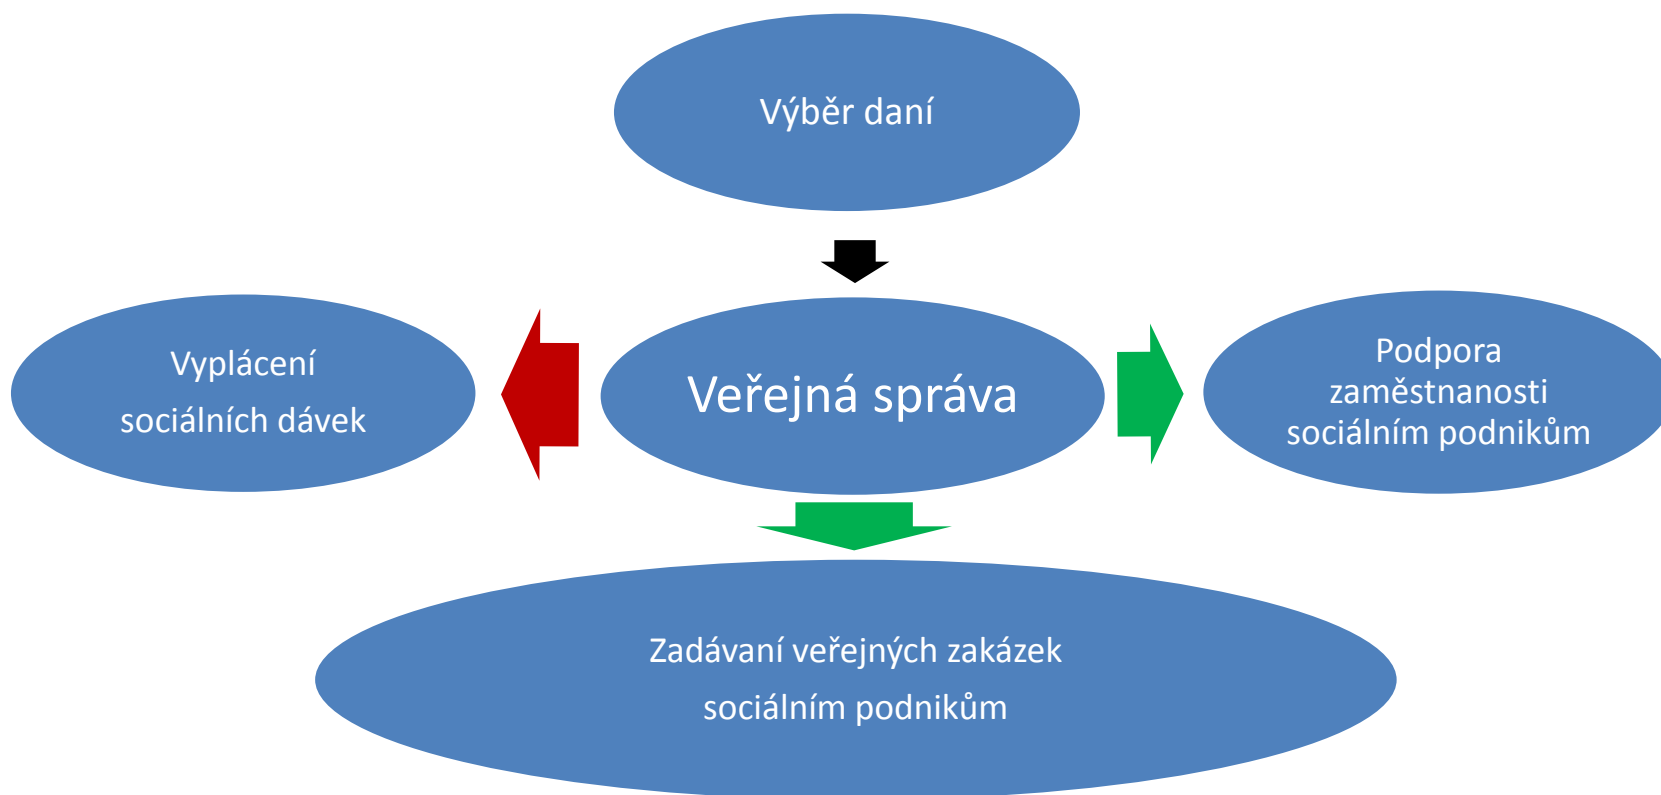 Výběr daní
Vyplácení
sociálních dávek
Veřejná správa
Podpora
zaměstnanosti
sociálním podnikům
Zadávaní veřejných zakázek
sociálním podnikům